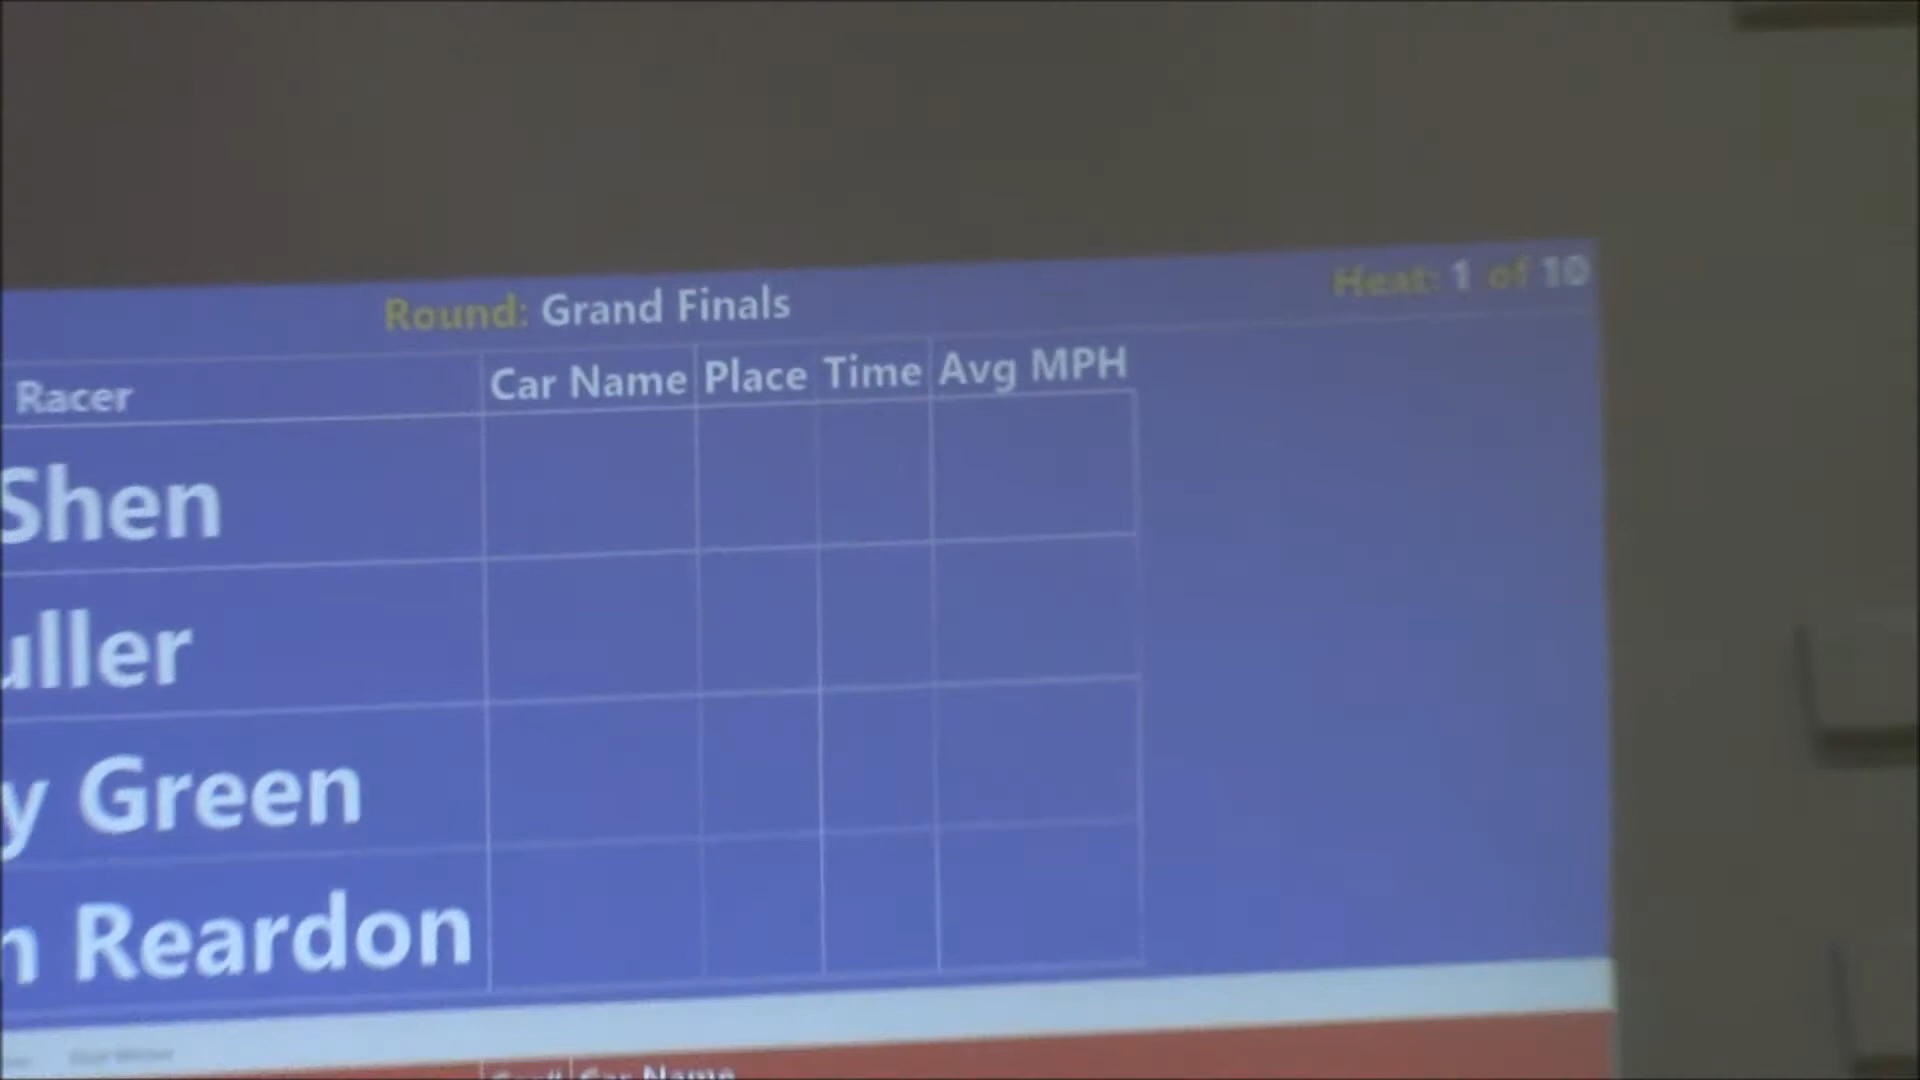 Round: Grand Finals
Heat: 1 of 10
Racer Car Name Place Time Avg MPH
Shen
uller
y Green
n Reardon
Car Name